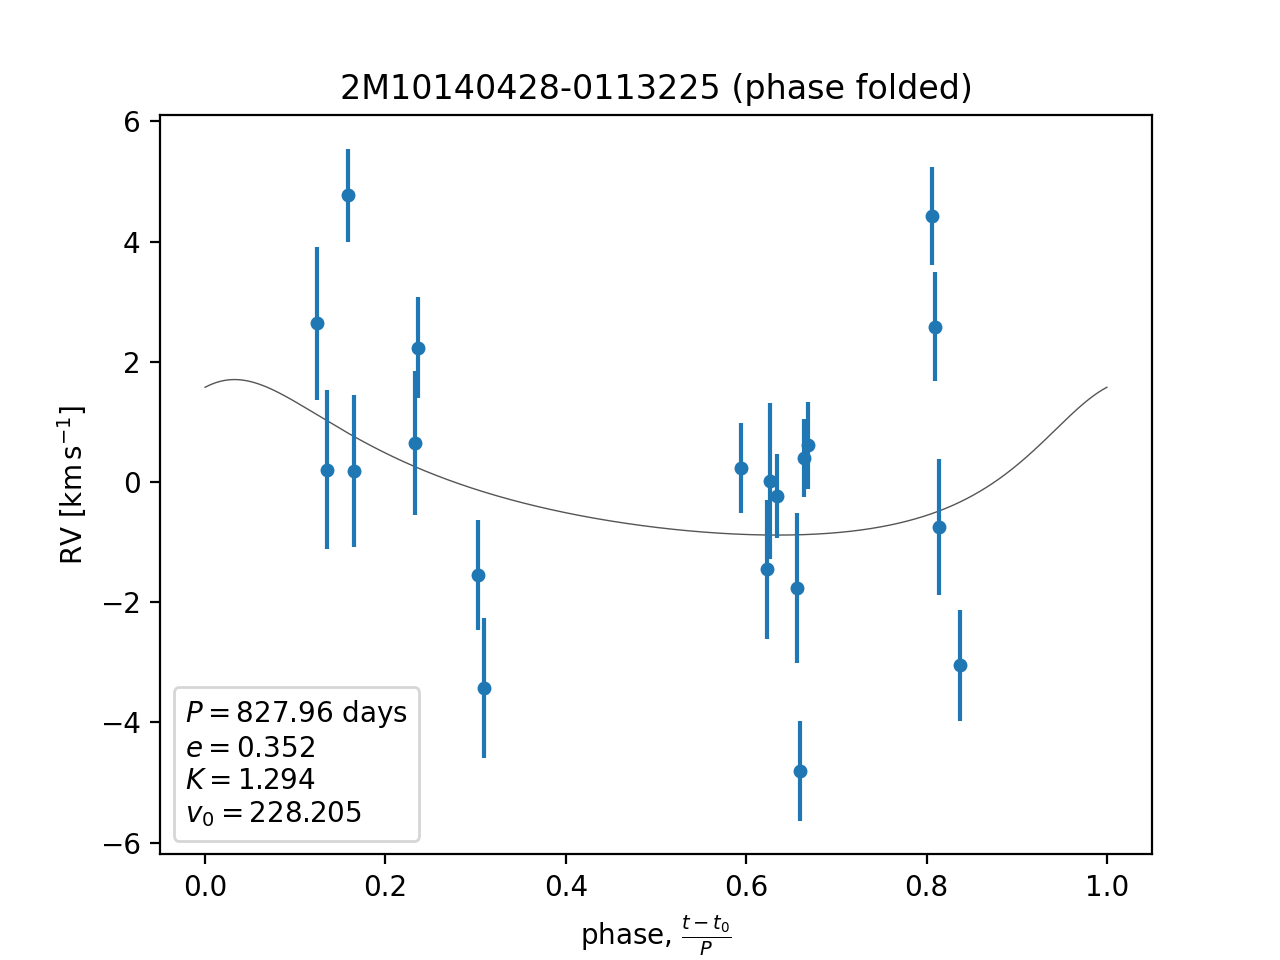 2M10140428-0113225 (phase folded)
6
4
2
0
−2
−4
−6
RV [km s⁻¹]
P = 827.96 days
e = 0.352
K = 1.294
v₀ = 228.205
0.0 0.2 0.4 0.6 0.8 1.0
phase, (t − t₀)/P